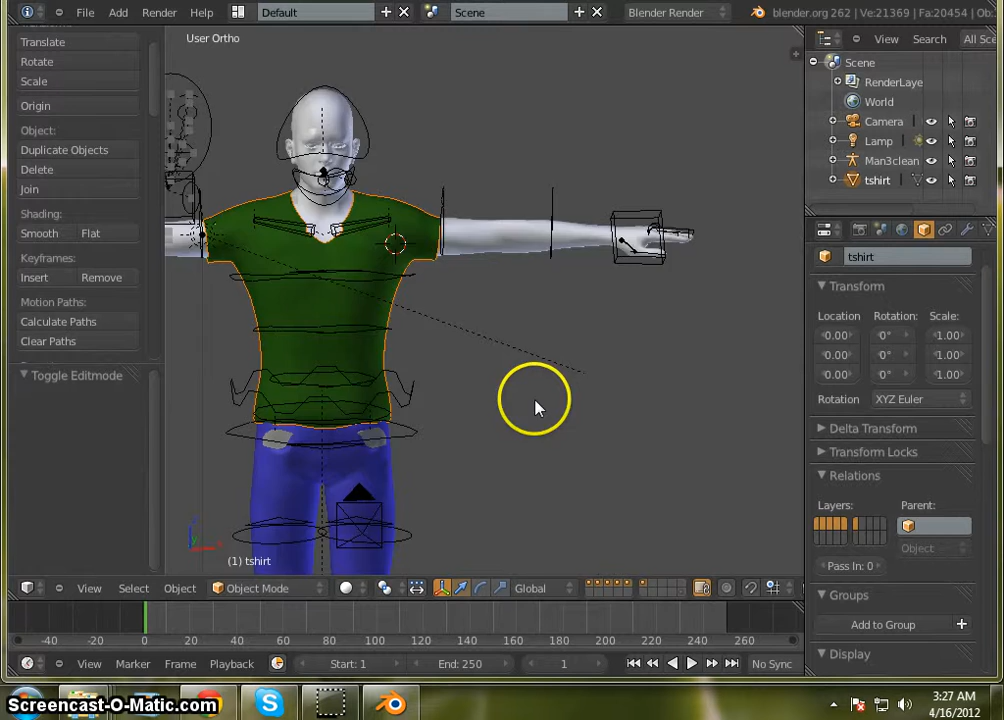 File Add Render Help Default Scene Blender Render blender.org 262 | Ve:21369 | Fa:20454 | Ob:
Translate
Rotate
Scale
Origin
Object:
Duplicate Objects
Delete
Join
Shading:
Smooth Flat
Keyframes:
Insert Remove
Motion Paths:
Calculate Paths
Clear Paths
Toggle Editmode
User Ortho
(1) tshirt
View Search All Sce
Scene
RenderLaye
World
Camera
Lamp
Man3clean
tshirt
tshirt
Transform
Location Rotation: Scale:
0.00 0° 1.00
0.00 0° 1.00
0.00 0° 1.00
Rotation XYZ Euler
Delta Transform
Transform Locks
Relations
Layers: Parent:
Object
Pass In: 0
Groups
Add to Group
Display
View Select Object Object Mode Global
-40 -20 0 20 40 60 80 100 120 140 160 180 200 220 240 260
View Marker Frame Playback Start: 1 End: 250 1 No Sync
Screencast-O-Matic.com
3:27 AM
4/16/2012